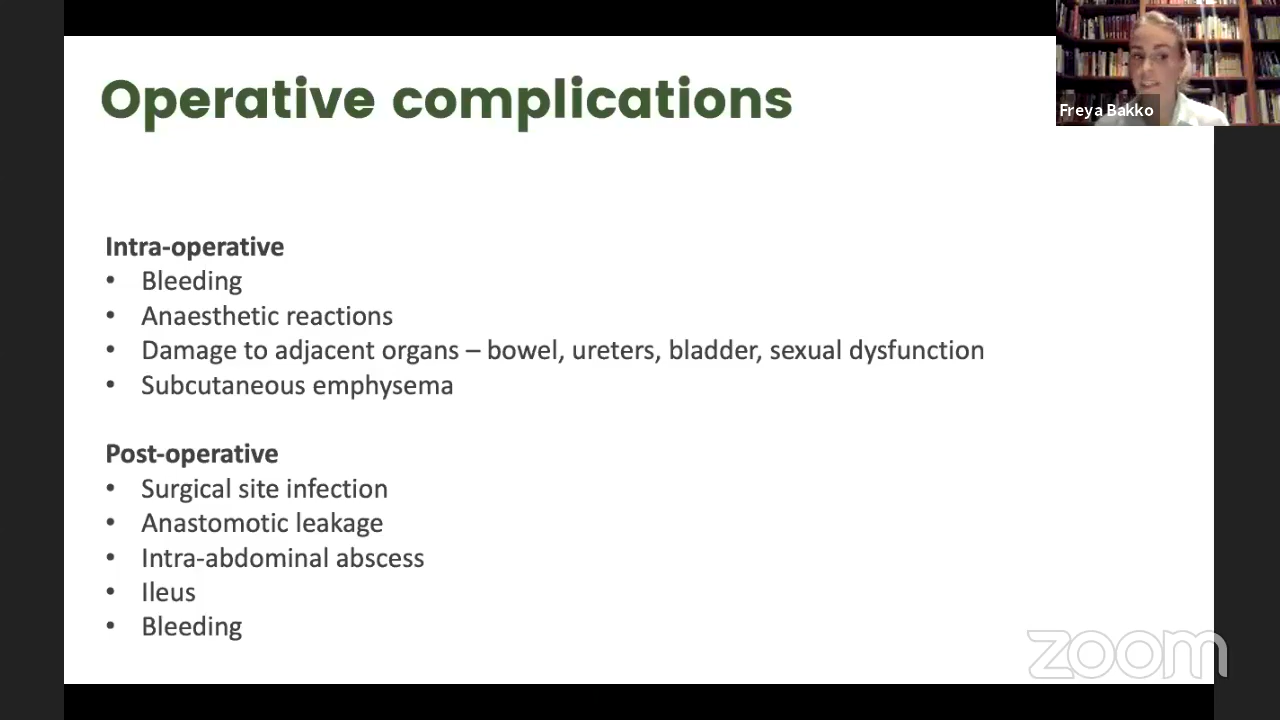 Operative complications
Freya Bakko
Intra-operative
• Bleeding
• Anaesthetic reactions
• Damage to adjacent organs – bowel, ureters, bladder, sexual dysfunction
• Subcutaneous emphysema
Post-operative
• Surgical site infection
• Anastomotic leakage
• Intra-abdominal abscess
• Ileus
• Bleeding
zoom